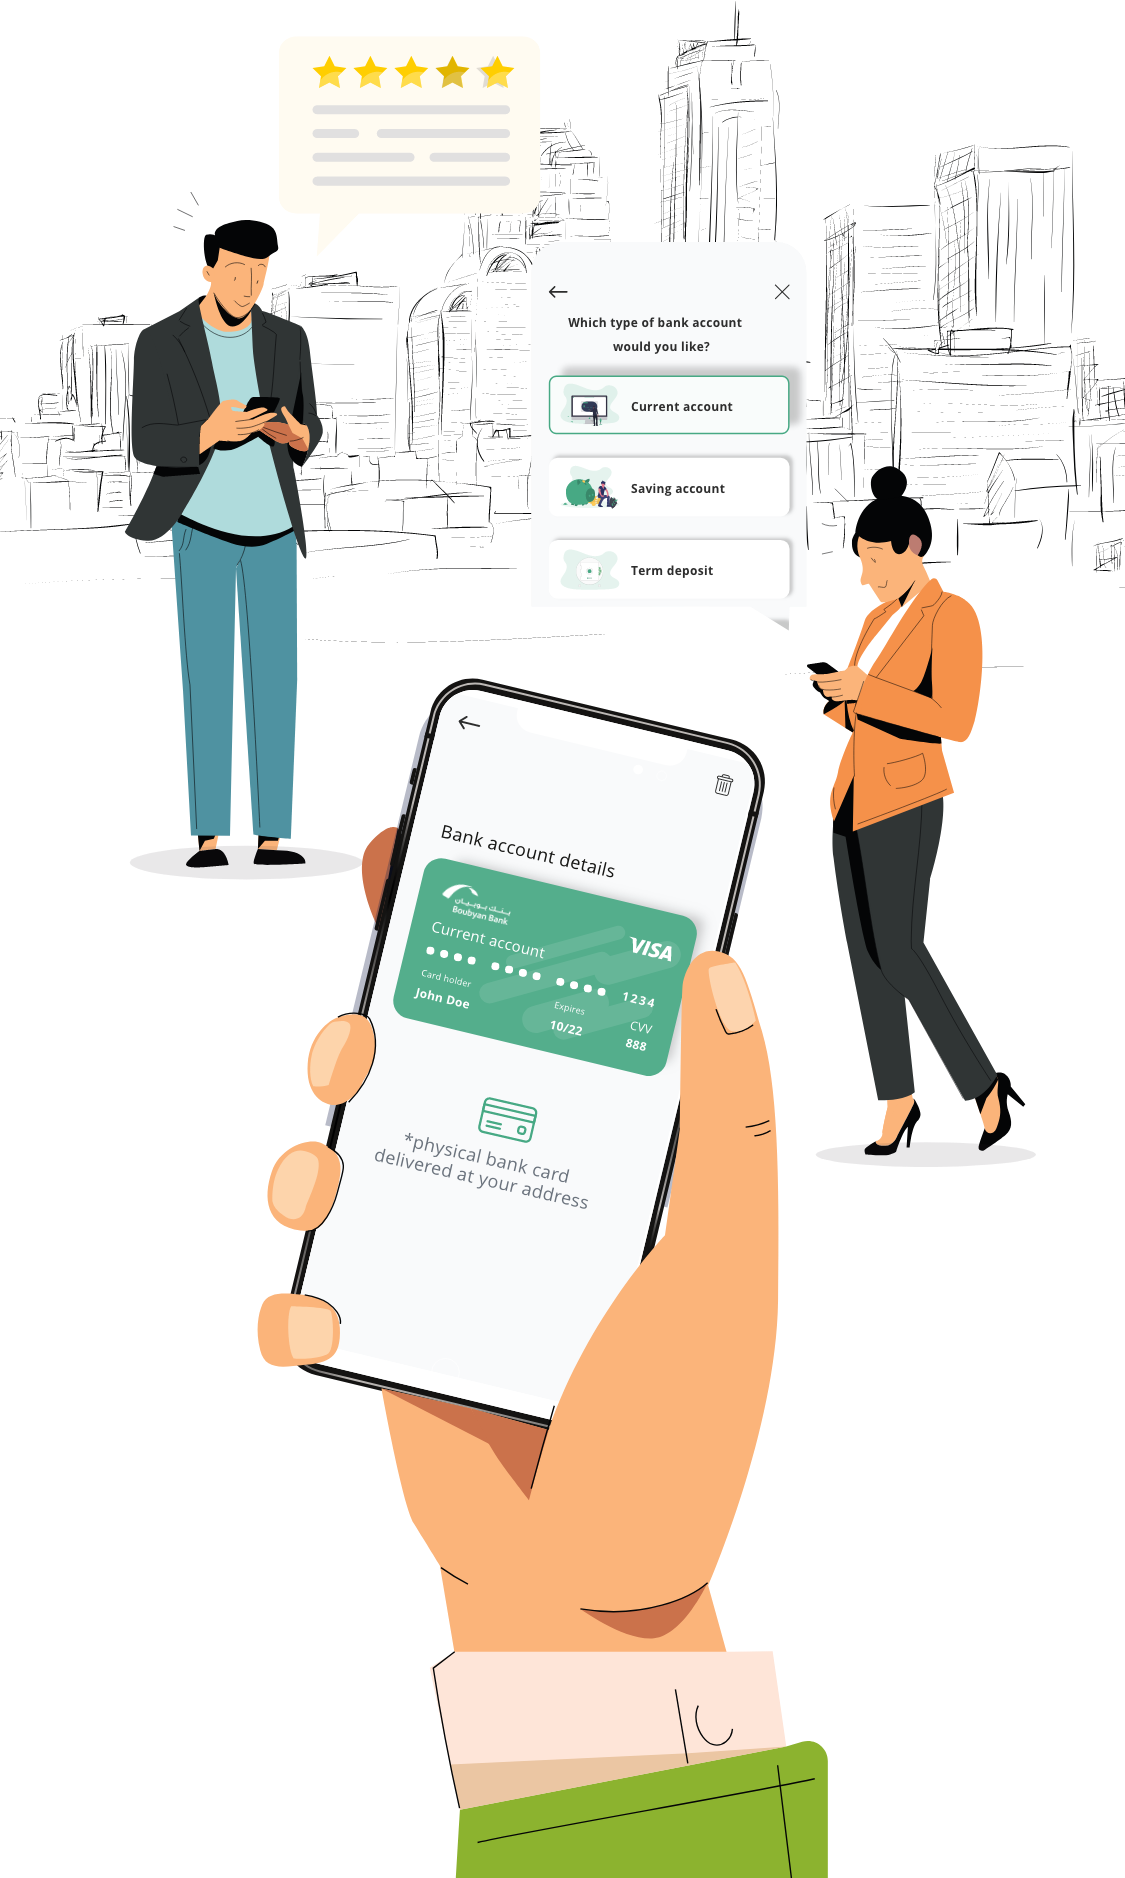 Which type of bank account
would you like?
Current account
Saving account
Term deposit
Bank account details
بنك بوبيان
Boubyan Bank
Current account
VISA
1234
Card holder
John Doe
Expires
10/22
CVV
888
*physical bank card
delivered at your address